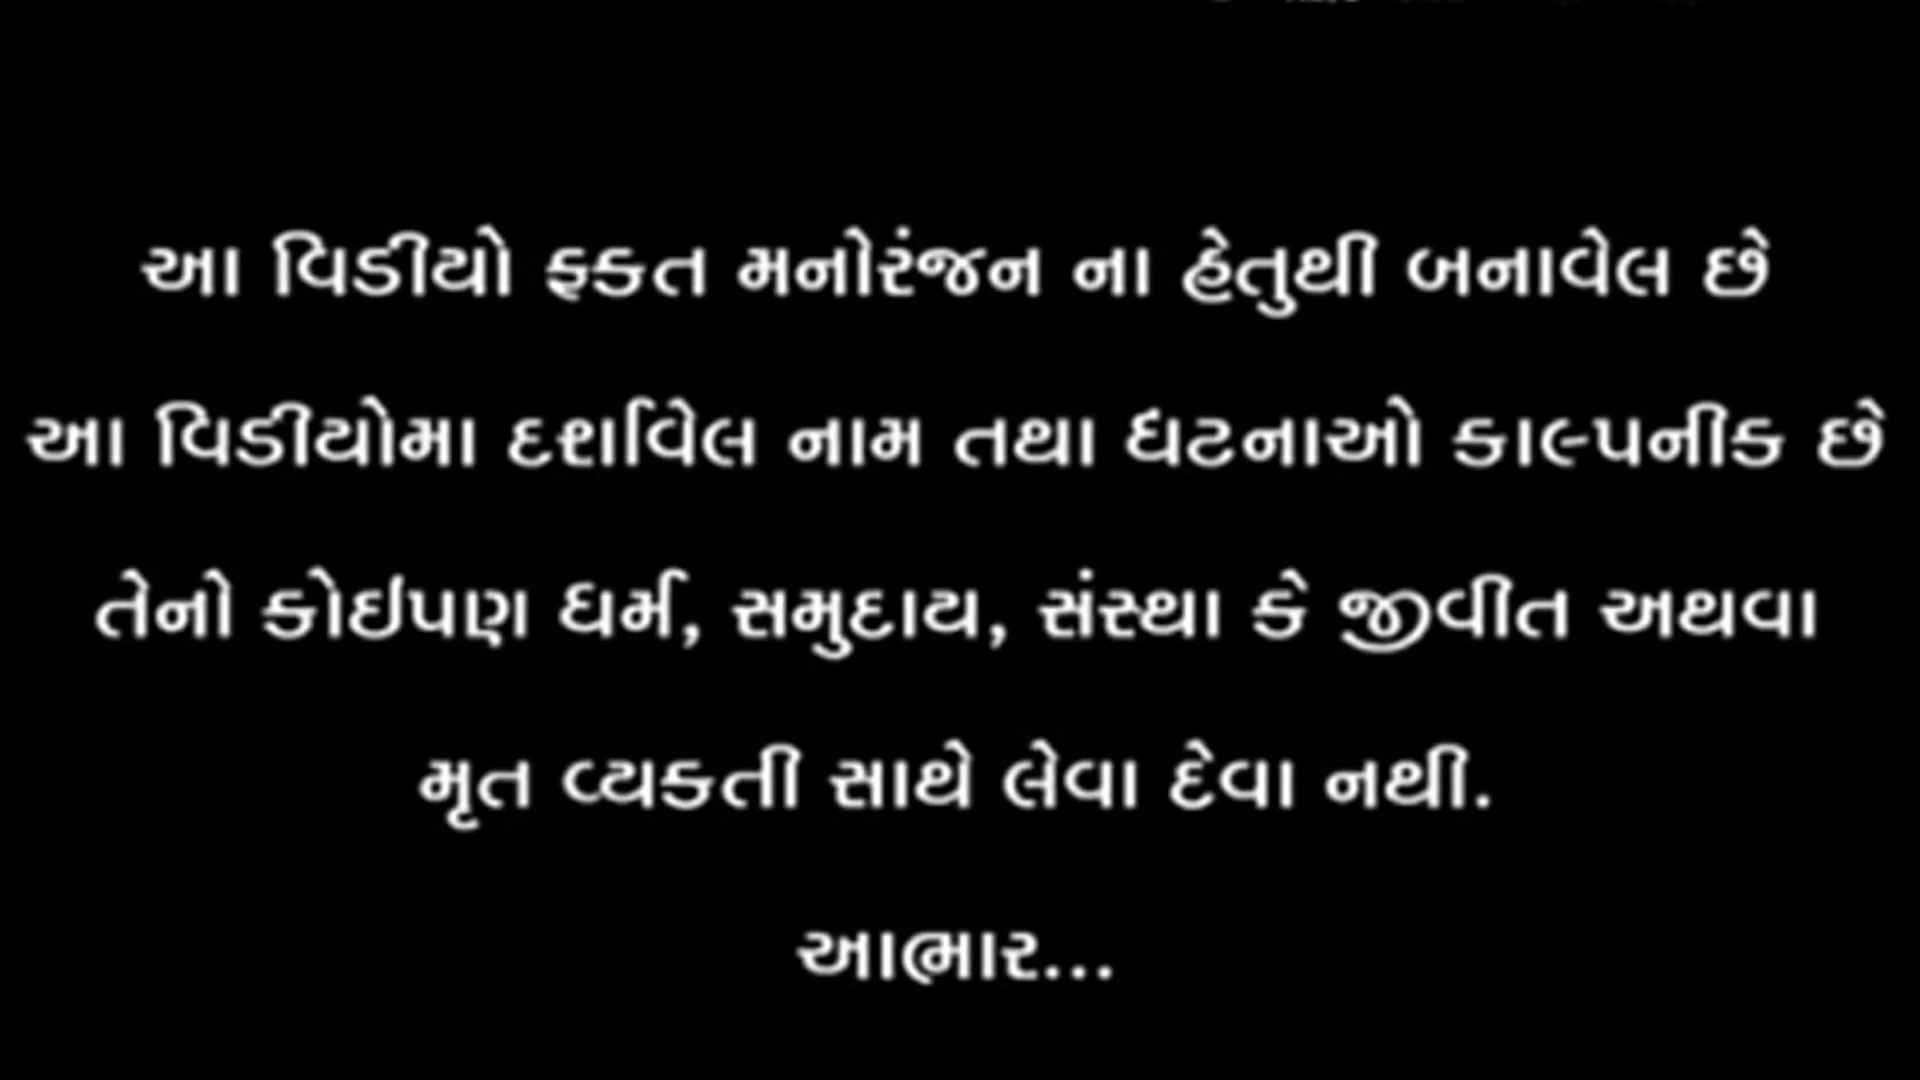 આ વિડીયો ફકત મનોરંજન ના હેતુથી બનાવેલ છે
આ વિડીયોમા દર્શાવેલ નામ તથા ઘટનાઓ કાલ્પનીક છે
તેનો કોઇપણ ધર્મ, સમુદાય, સંસ્થા કે જીવીત અથવા
મૃત વ્યકતી સાથે લેવા દેવા નથી.
આભાર...